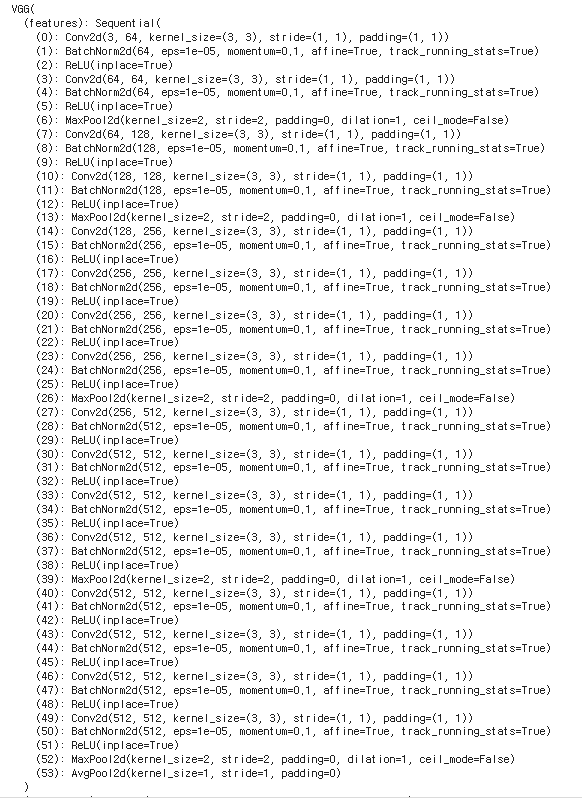 VGG(
(features): Sequential(
(0): Conv2d(3, 64, kernel_size=(3, 3), stride=(1, 1), padding=(1, 1))
(1): BatchNorm2d(64, eps=1e-05, momentum=0.1, affine=True, track_running_stats=True)
(2): ReLU(inplace=True)
(3): Conv2d(64, 64, kernel_size=(3, 3), stride=(1, 1), padding=(1, 1))
(4): BatchNorm2d(64, eps=1e-05, momentum=0.1, affine=True, track_running_stats=True)
(5): ReLU(inplace=True)
(6): MaxPool2d(kernel_size=2, stride=2, padding=0, dilation=1, ceil_mode=False)
(7): Conv2d(64, 128, kernel_size=(3, 3), stride=(1, 1), padding=(1, 1))
(8): BatchNorm2d(128, eps=1e-05, momentum=0.1, affine=True, track_running_stats=True)
(9): ReLU(inplace=True)
(10): Conv2d(128, 128, kernel_size=(3, 3), stride=(1, 1), padding=(1, 1))
(11): BatchNorm2d(128, eps=1e-05, momentum=0.1, affine=True, track_running_stats=True)
(12): ReLU(inplace=True)
(13): MaxPool2d(kernel_size=2, stride=2, padding=0, dilation=1, ceil_mode=False)
(14): Conv2d(128, 256, kernel_size=(3, 3), stride=(1, 1), padding=(1, 1))
(15): BatchNorm2d(256, eps=1e-05, momentum=0.1, affine=True, track_running_stats=True)
(16): ReLU(inplace=True)
(17): Conv2d(256, 256, kernel_size=(3, 3), stride=(1, 1), padding=(1, 1))
(18): BatchNorm2d(256, eps=1e-05, momentum=0.1, affine=True, track_running_stats=True)
(19): ReLU(inplace=True)
(20): Conv2d(256, 256, kernel_size=(3, 3), stride=(1, 1), padding=(1, 1))
(21): BatchNorm2d(256, eps=1e-05, momentum=0.1, affine=True, track_running_stats=True)
(22): ReLU(inplace=True)
(23): Conv2d(256, 256, kernel_size=(3, 3), stride=(1, 1), padding=(1, 1))
(24): BatchNorm2d(256, eps=1e-05, momentum=0.1, affine=True, track_running_stats=True)
(25): ReLU(inplace=True)
(26): MaxPool2d(kernel_size=2, stride=2, padding=0, dilation=1, ceil_mode=False)
(27): Conv2d(256, 512, kernel_size=(3, 3), stride=(1, 1), padding=(1, 1))
(28): BatchNorm2d(512, eps=1e-05, momentum=0.1, affine=True, track_running_stats=True)
(29): ReLU(inplace=True)
(30): Conv2d(512, 512, kernel_size=(3, 3), stride=(1, 1), padding=(1, 1))
(31): BatchNorm2d(512, eps=1e-05, momentum=0.1, affine=True, track_running_stats=True)
(32): ReLU(inplace=True)
(33): Conv2d(512, 512, kernel_size=(3, 3), stride=(1, 1), padding=(1, 1))
(34): BatchNorm2d(512, eps=1e-05, momentum=0.1, affine=True, track_running_stats=True)
(35): ReLU(inplace=True)
(36): Conv2d(512, 512, kernel_size=(3, 3), stride=(1, 1), padding=(1, 1))
(37): BatchNorm2d(512, eps=1e-05, momentum=0.1, affine=True, track_running_stats=True)
(38): ReLU(inplace=True)
(39): MaxPool2d(kernel_size=2, stride=2, padding=0, dilation=1, ceil_mode=False)
(40): Conv2d(512, 512, kernel_size=(3, 3), stride=(1, 1), padding=(1, 1))
(41): BatchNorm2d(512, eps=1e-05, momentum=0.1, affine=True, track_running_stats=True)
(42): ReLU(inplace=True)
(43): Conv2d(512, 512, kernel_size=(3, 3), stride=(1, 1), padding=(1, 1))
(44): BatchNorm2d(512, eps=1e-05, momentum=0.1, affine=True, track_running_stats=True)
(45): ReLU(inplace=True)
(46): Conv2d(512, 512, kernel_size=(3, 3), stride=(1, 1), padding=(1, 1))
(47): BatchNorm2d(512, eps=1e-05, momentum=0.1, affine=True, track_running_stats=True)
(48): ReLU(inplace=True)
(49): Conv2d(512, 512, kernel_size=(3, 3), stride=(1, 1), padding=(1, 1))
(50): BatchNorm2d(512, eps=1e-05, momentum=0.1, affine=True, track_running_stats=True)
(51): ReLU(inplace=True)
(52): MaxPool2d(kernel_size=2, stride=2, padding=0, dilation=1, ceil_mode=False)
(53): AvgPool2d(kernel_size=1, stride=1, padding=0)
)